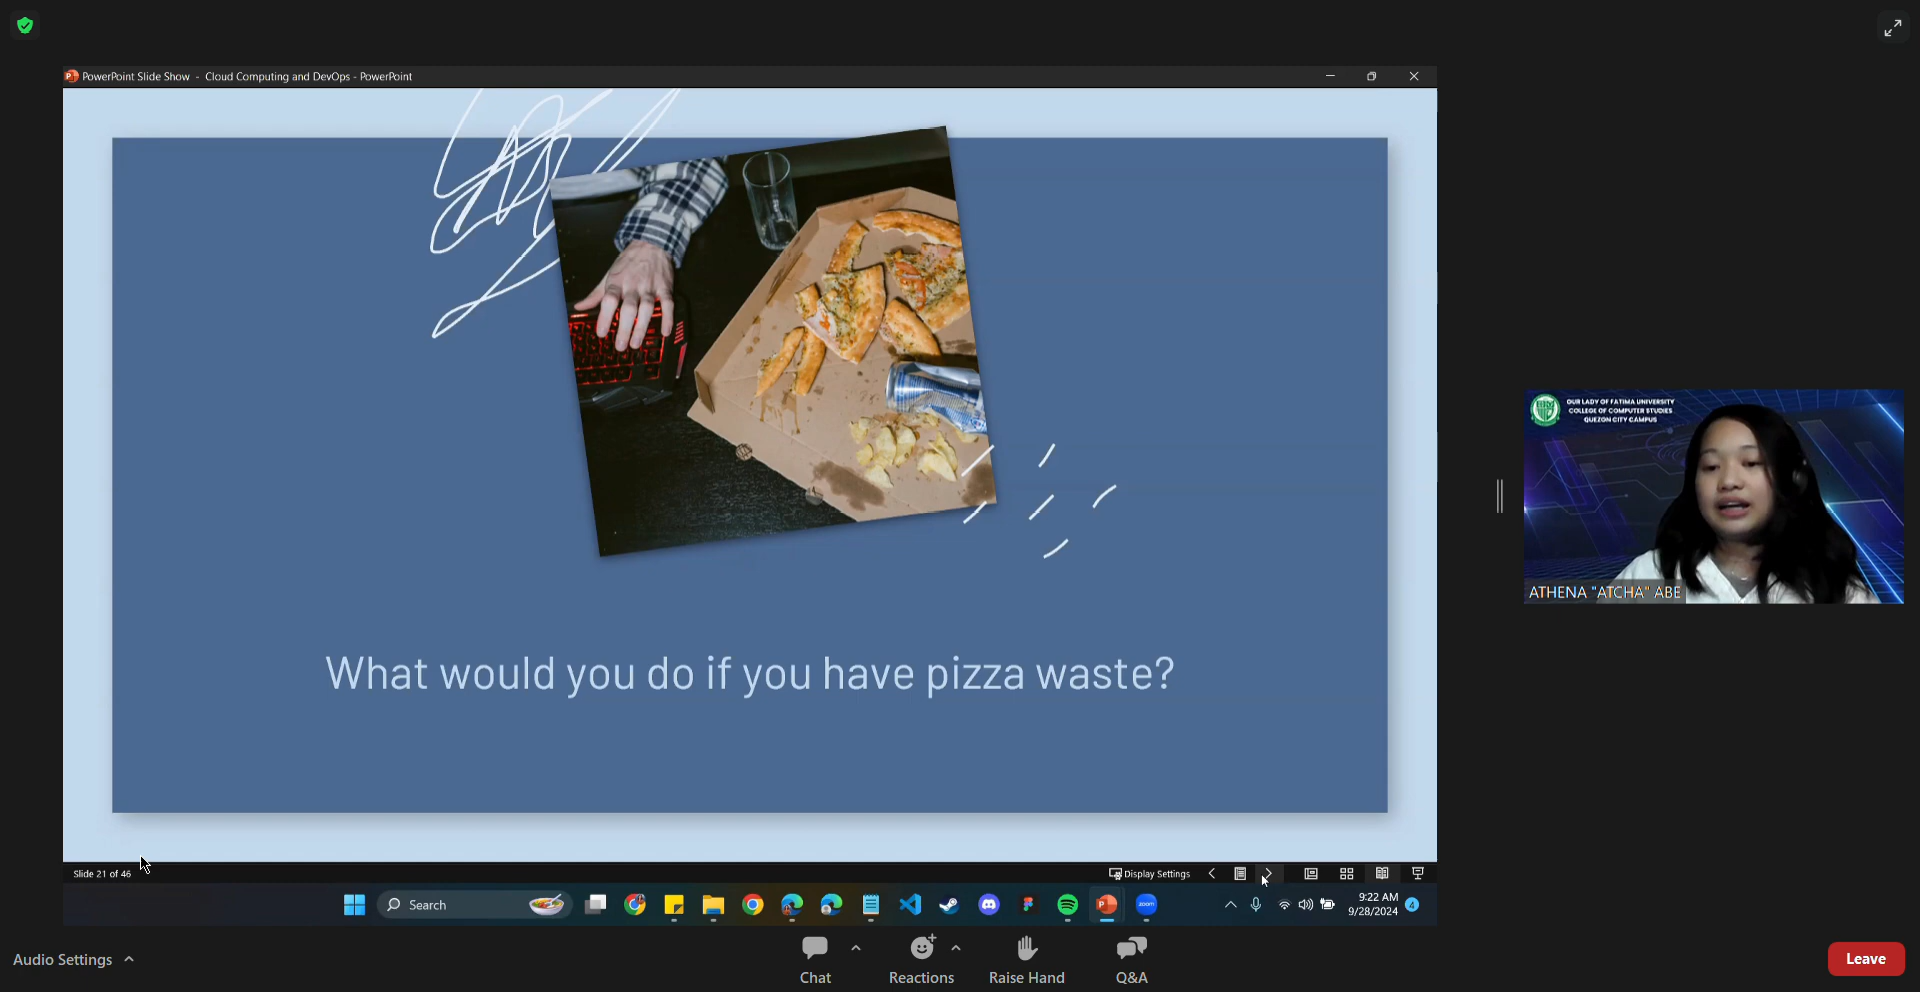 PowerPoint Slide Show - Cloud Computing and DevOps - PowerPoint
OUR LADY OF FATIMA UNIVERSITY
COLLEGE OF COMPUTER STUDIES
QUEZON CITY CAMPUS
ATHENA "ATCHA" ABE
What would you do if you have pizza waste?
Slide 21 of 46
Display Settings
Search
zoom
9:22 AM
9/28/2024
4
Audio Settings
Chat
Reactions
Raise Hand
Q&A
Leave